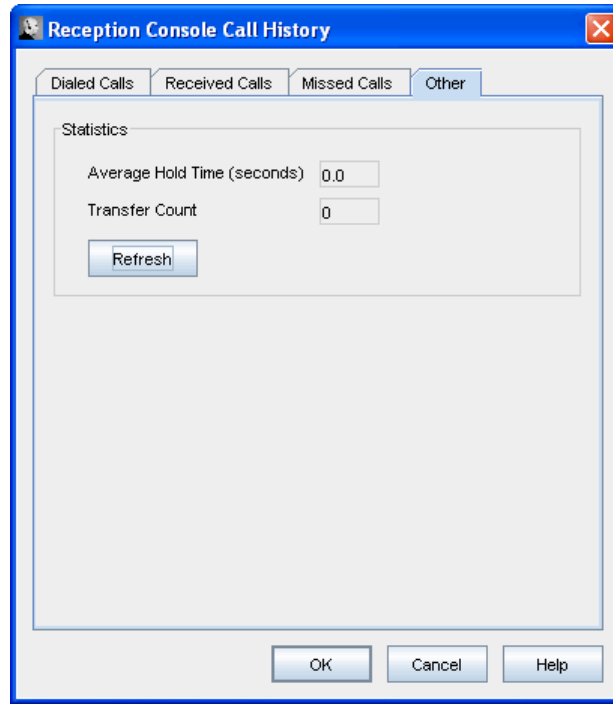 Reception Console Call History
Dialed Calls Received Calls Missed Calls Other
Statistics
Average Hold Time (seconds) 0.0
Transfer Count 0
Refresh
OK Cancel Help